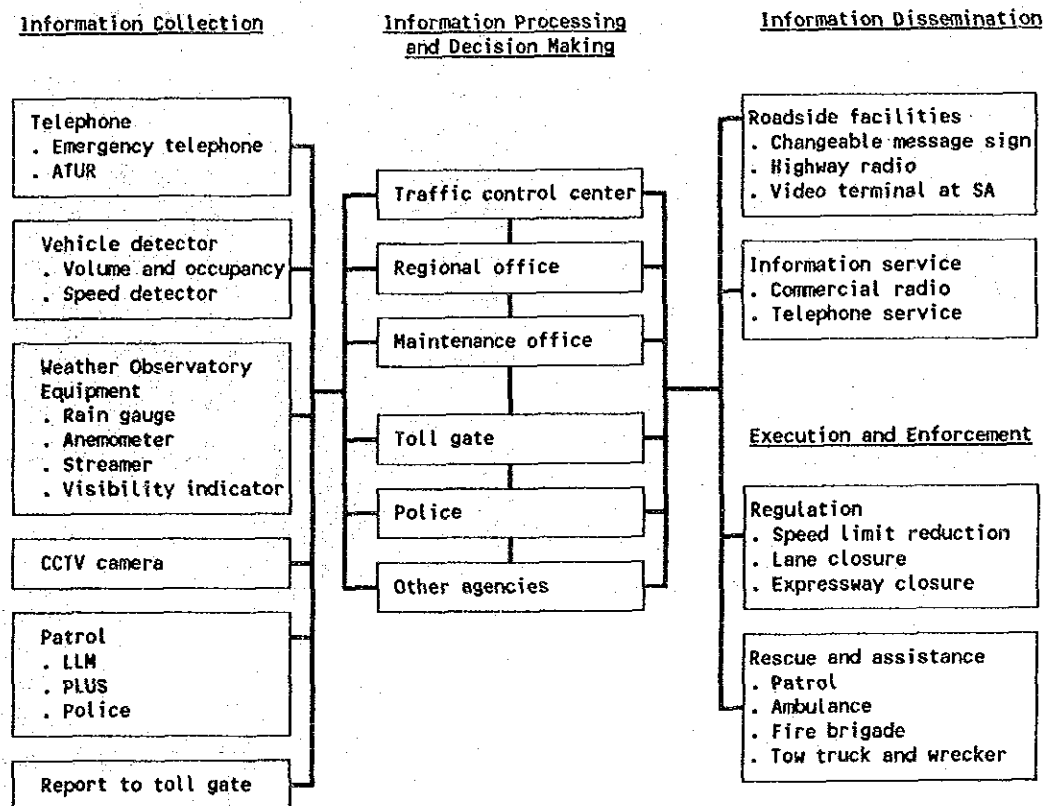 Information Collection
Telephone
. Emergency telephone
. ATUR
Vehicle detector
. Volume and occupancy
. Speed detector
Weather Observatory
Equipment
. Rain gauge
. Anemometer
. Streamer
. Visibility indicator
CCTV camera
Patrol
. LLM
. PLUS
. Police
Report to toll gate
Information Processing
and Decision Making
Traffic control center
Regional office
Maintenance office
Toll gate
Police
Other agencies
Information Dissemination
Roadside facilities
. Changeable message sign
. Highway radio
. Video terminal at SA
Information service
. Commercial radio
. Telephone service
Execution and Enforcement
Regulation
. Speed limit reduction
. Lane closure
. Expressway closure
Rescue and assistance
. Patrol
. Ambulance
. Fire brigade
. Tow truck and wrecker